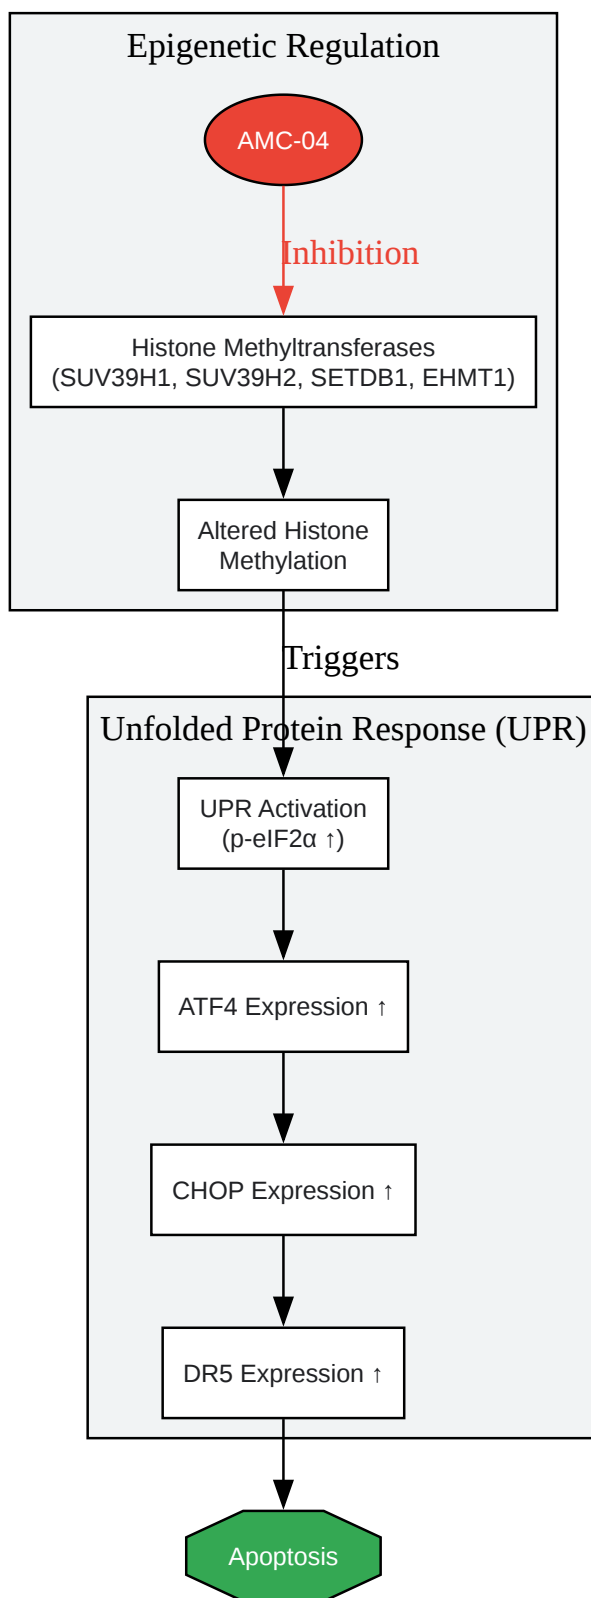 Epigenetic Regulation
AMC-04
Inhibition
Histone Methyltransferases
(SUV39H1, SUV39H2, SETDB1, EHMT1)
Altered Histone
Methylation
Triggers
Unfolded Protein Response (UPR)
UPR Activation
(p-eIF2α ↑)
ATF4 Expression ↑
CHOP Expression ↑
DR5 Expression ↑
Apoptosis